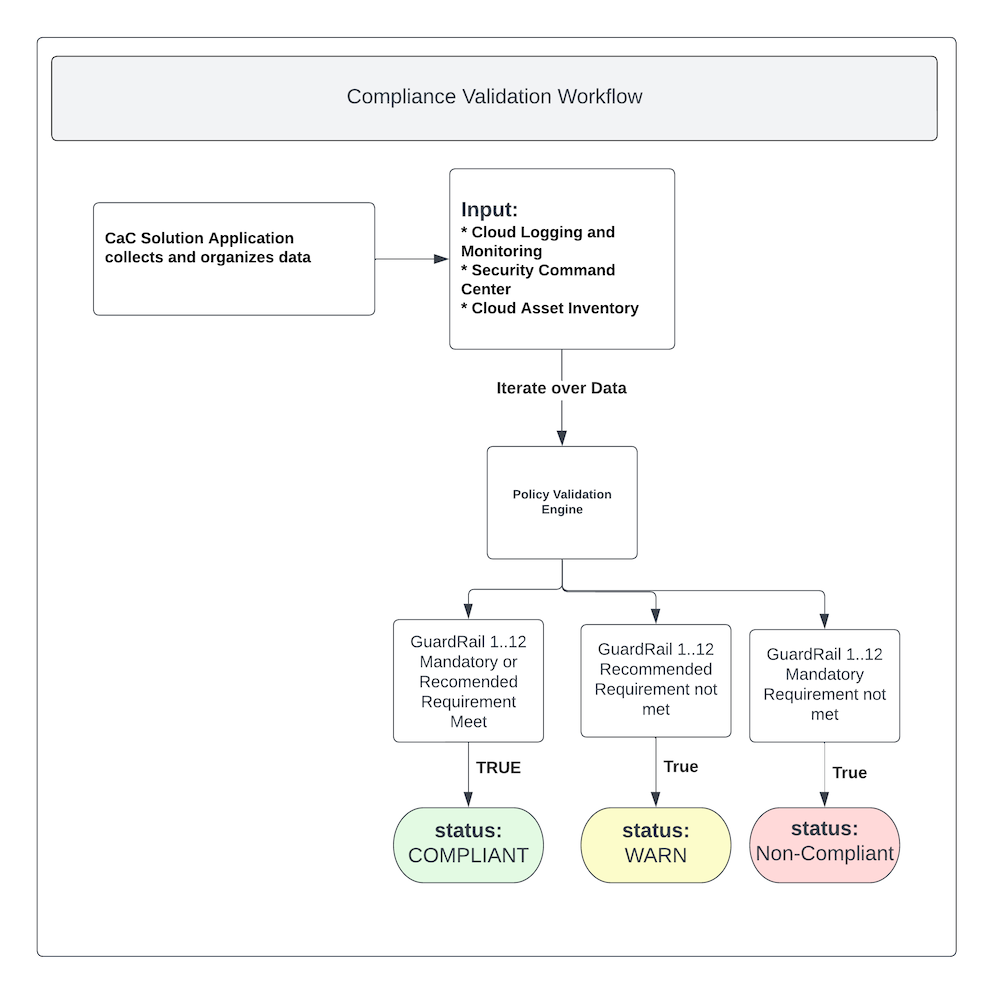 Compliance Validation Workflow
CaC Solution Application
collects and organizes data
Input:
* Cloud Logging and
Monitoring
* Security Command
Center
* Cloud Asset Inventory
Iterate over Data
Policy Validation
Engine
GuardRail 1..12
Mandatory or
Recomended
Requirement
Meet
GuardRail 1..12
Recommended
Requirement not
met
GuardRail 1..12
Mandatory
Requirement not
met
TRUE
True
True
status:
COMPLIANT
status:
WARN
status:
Non-Compliant